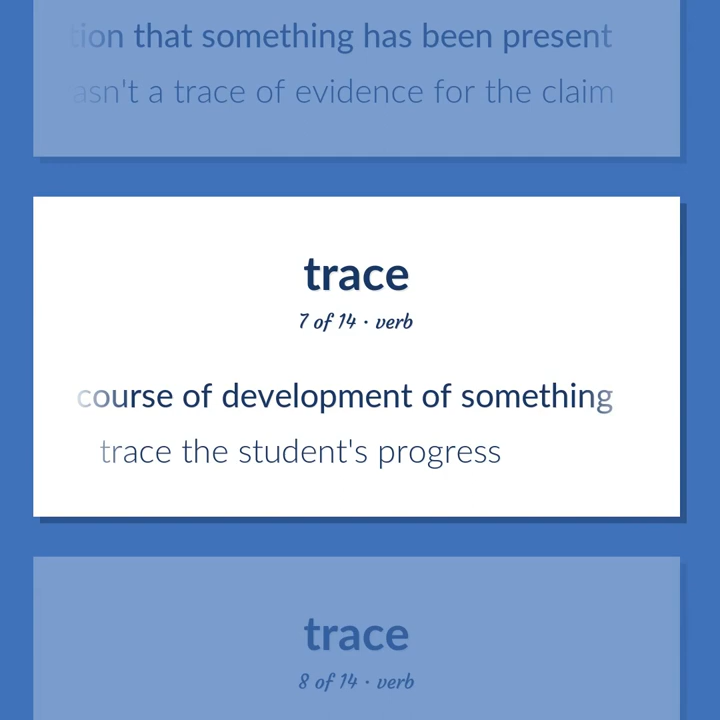 tion that something has been present
asn't a trace of evidence for the claim
trace
7 of 14 · verb
course of development of something
trace the student's progress
trace
8 of 14 · verb